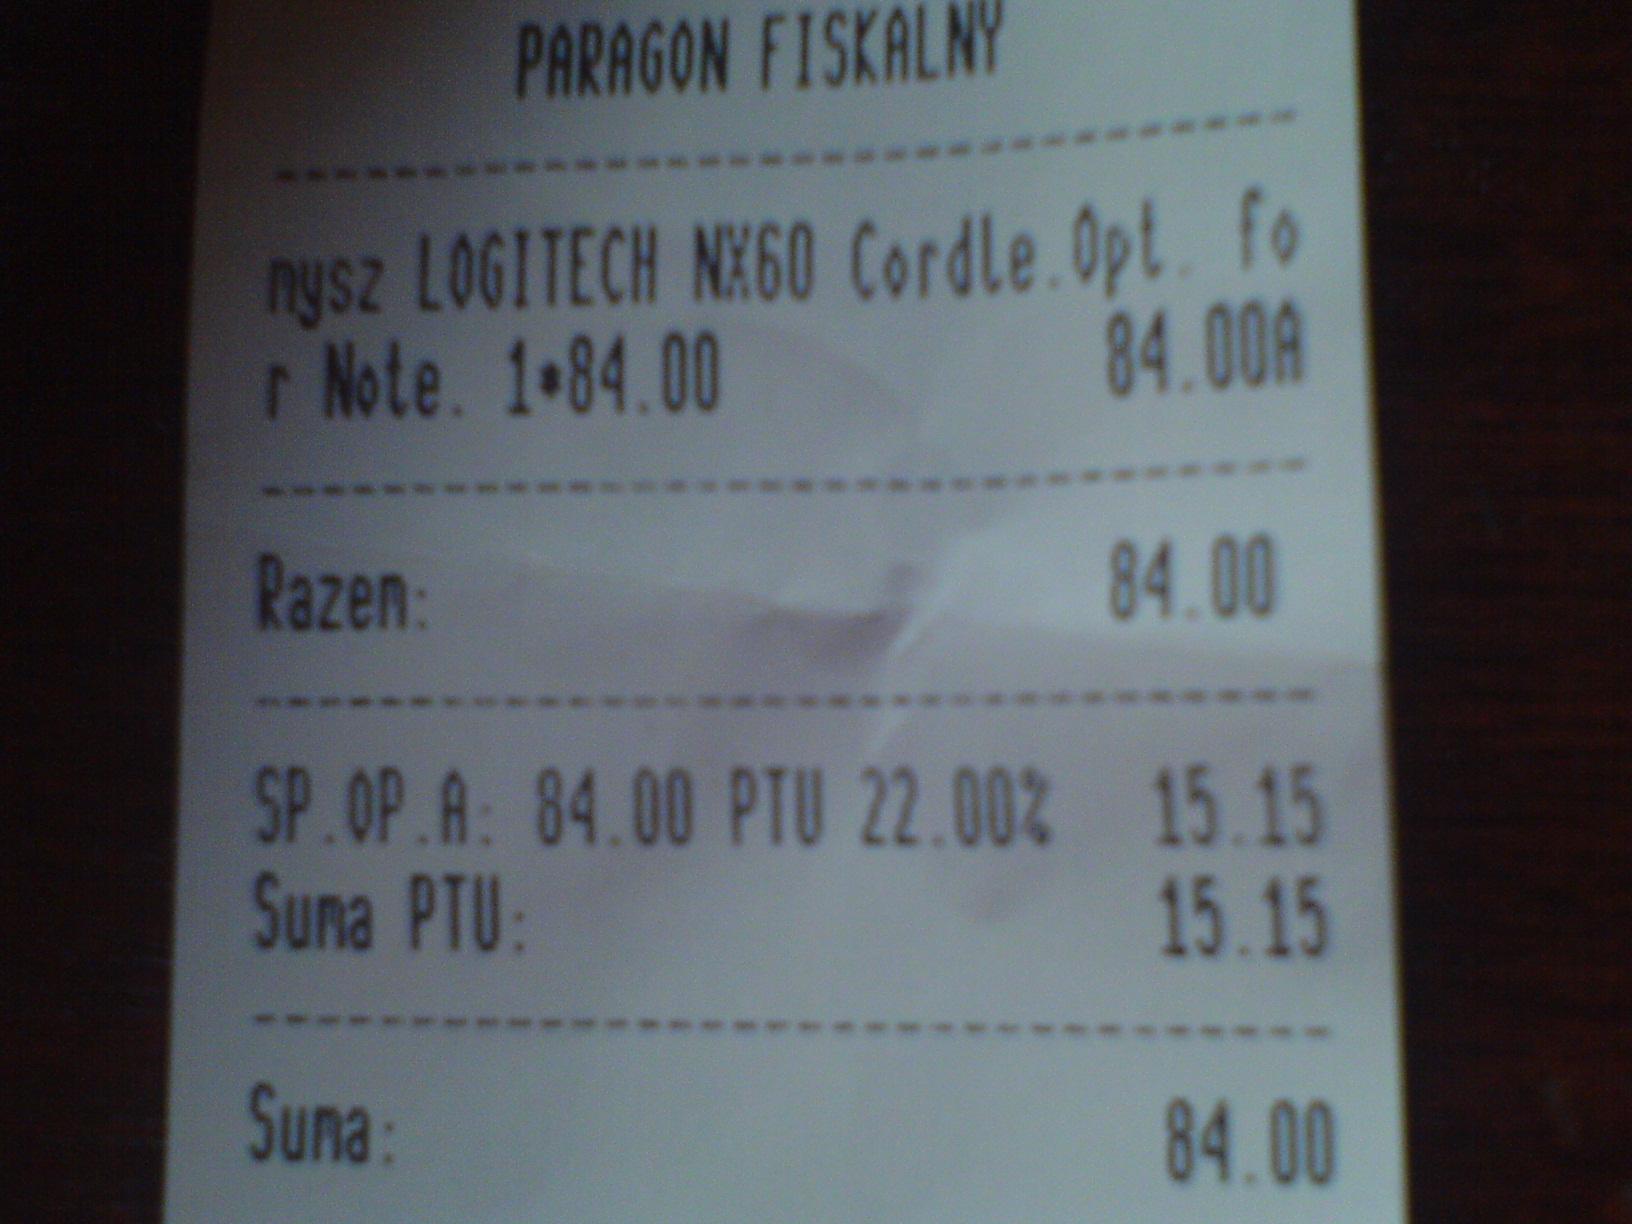 PARAGON FISKALNY
mysz LOGITECH NX60 Cordle.Opt. fo
r Note. 1*84.00 84.00A
Razem: 84.00
SP.OP.A: 84.00 PTU 22.00% 15.15
Suma PTU: 15.15
Suma: 84.00